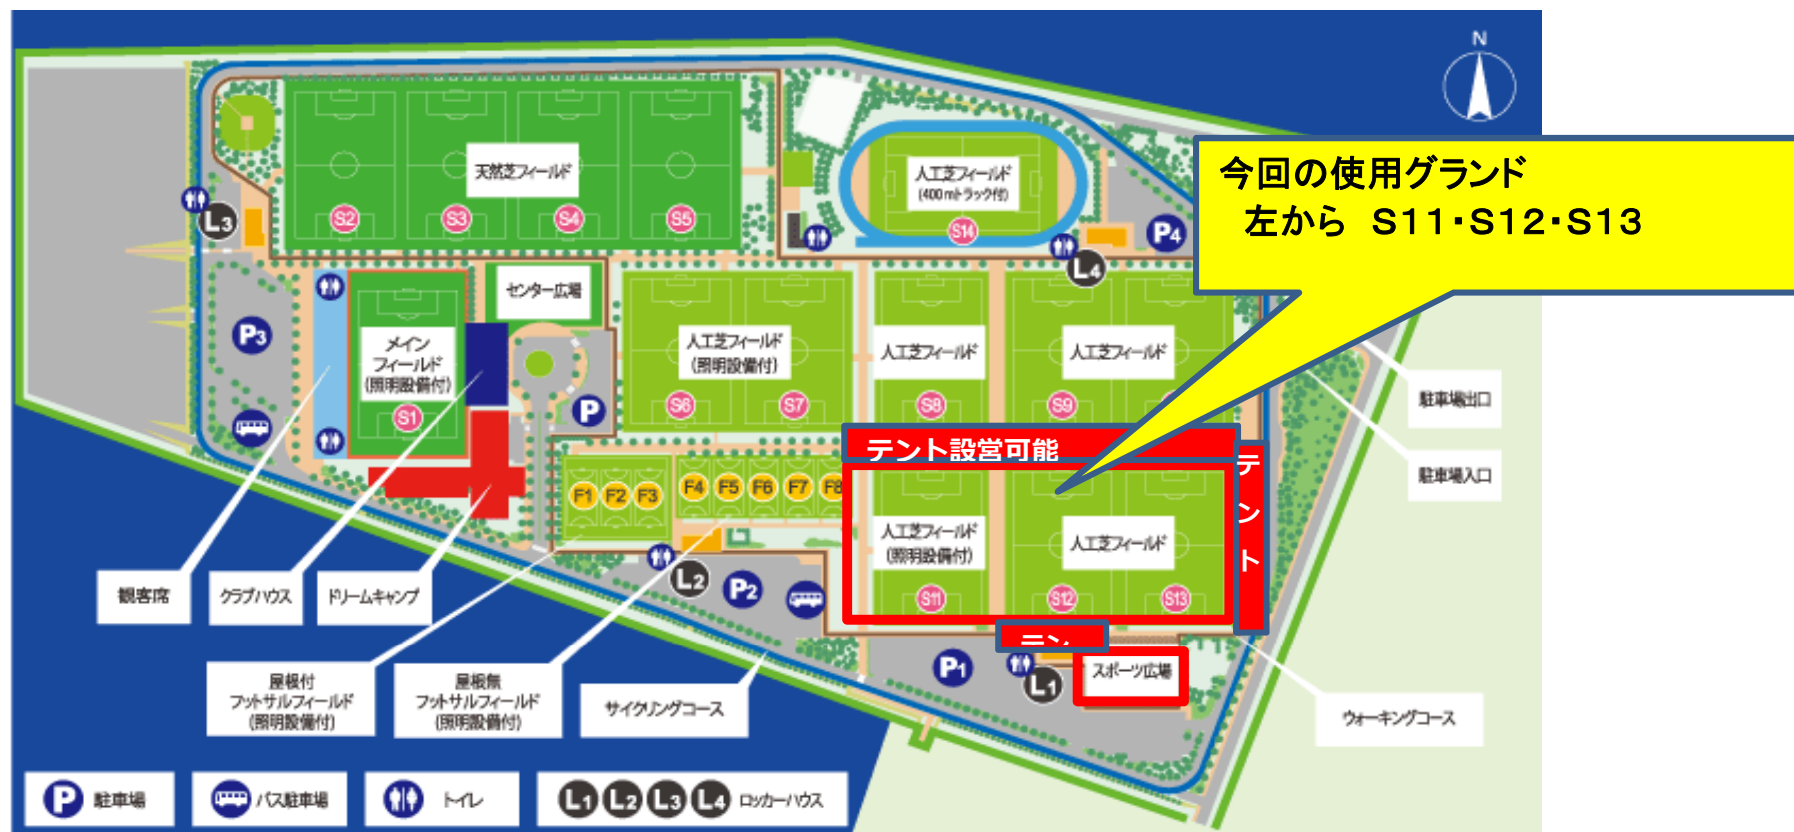 N
今回の使用グランド
左から S11・S12・S13
天然芝フィールド
S2
S3
S4
S5
人工芝フィールド
(400mトラック付)
S14
L3
P4
L4
センター広場
P3
メイン
フィールド
(照明設備付)
S1
P
人工芝フィールド
(照明設備付)
S6
S7
人工芝フィールド
S8
人工芝フィールド
S9
駐車場出口
駐車場入口
テント設営可能
テント
F1
F2
F3
F4
F5
F6
F7
F8
人工芝フィールド
(照明設備付)
S11
人工芝フィールド
S12
S13
L2
P2
テン
P1
L1
スポーツ広場
観客席
クラブハウス
ドリームキャンプ
屋根付
フットサルフィールド
(照明設備付)
屋根無
フットサルフィールド
(照明設備付)
サイクリングコース
ウォーキングコース
P 駐車場
バス駐車場
トイレ
L1 L2 L3 L4 ロッカーハウス